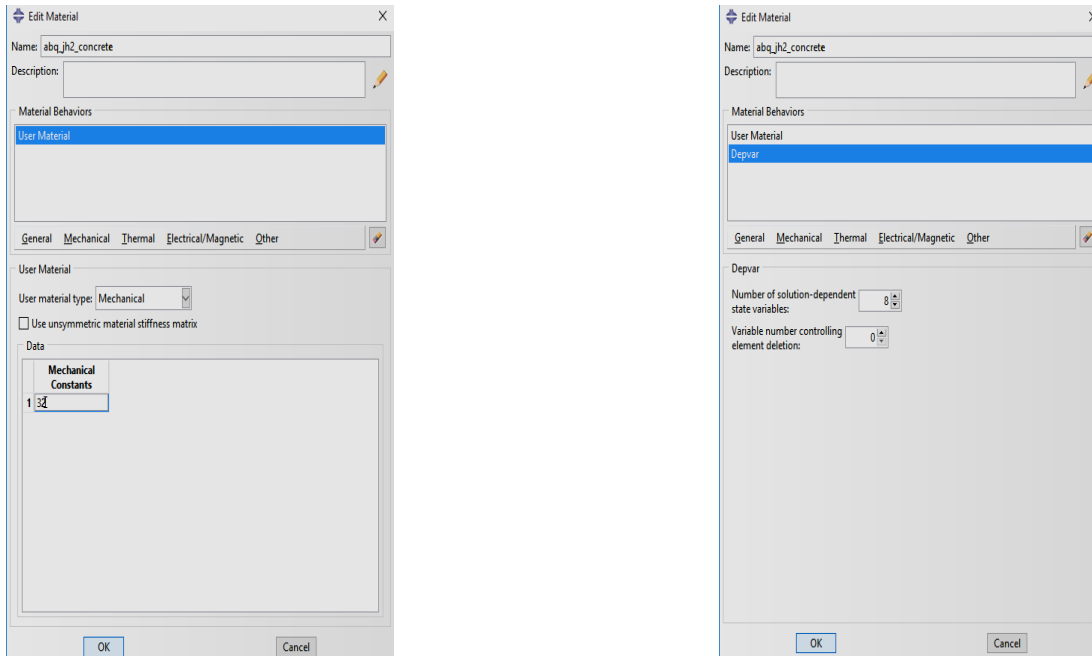 Edit Material
Name: abq_jh2_concrete
Description:
Material Behaviors
User Material
General Mechanical Thermal Electrical/Magnetic Other
User Material
User material type: Mechanical
Use unsymmetric material stiffness matrix
Data
Mechanical
Constants
1 32
OK Cancel
Edit Material
Name: abq_jh2_concrete
Description:
Material Behaviors
User Material
Depvar
General Mechanical Thermal Electrical/Magnetic Other
Depvar
Number of solution-dependent
state variables: 8
Variable number controlling
element deletion: 0
OK Cancel